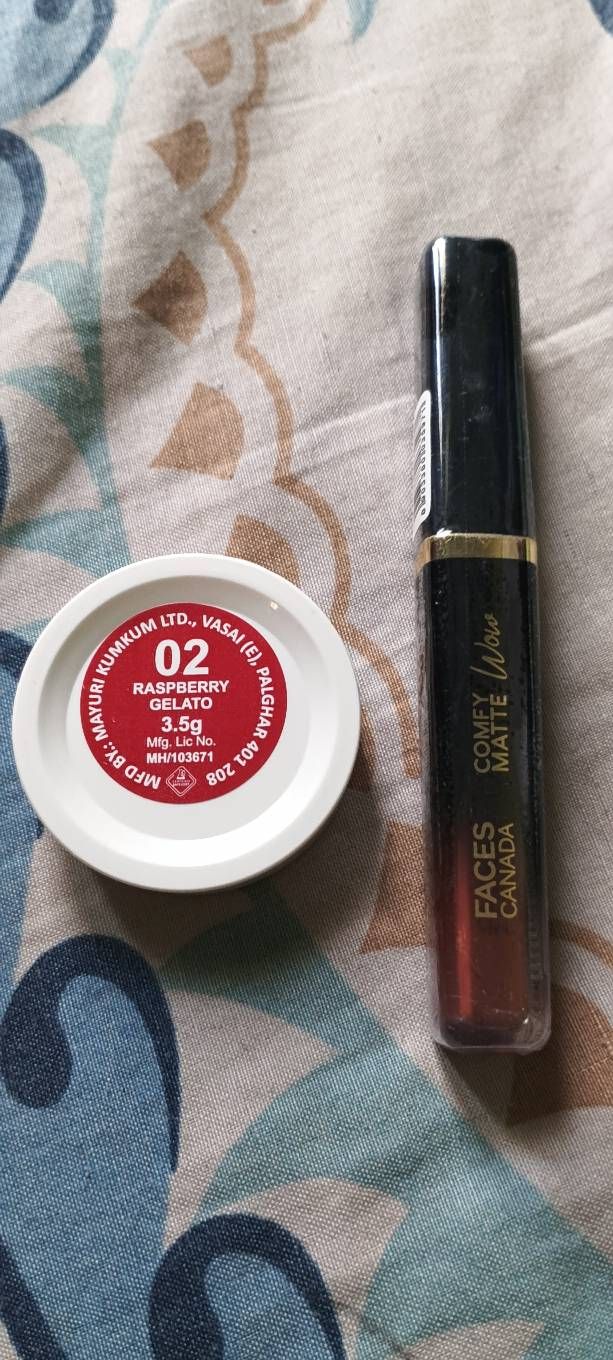 MFD BY.: MAYURI KUMKUM LTD., VASAI (E), PALGHAR 401 208
02
RASPBERRY
GELATO
3.5g
Mfg. Lic No.
MH/103671
FACES
CANADA
COMFY
MATTE Wow